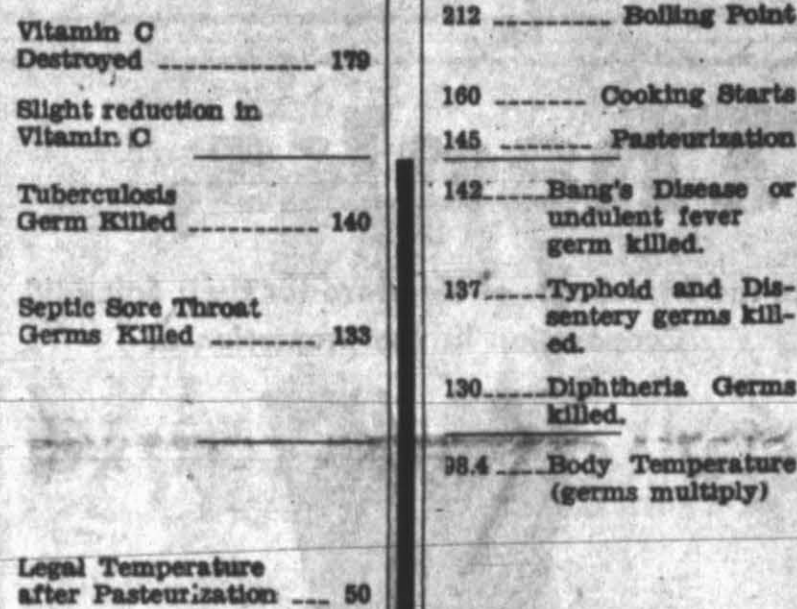 Vitamin C
Destroyed ------------ 179
Slight reduction in
Vitamin C
Tuberculosis
Germ Killed --------- 140
Septic Sore Throat
Germs Killed ------- 133
Legal Temperature
after Pasteurization --- 50
212 --------- Boiling Point
160 ------- Cooking Starts
145 ------- Pasteurization
142-----Bang's Disease or
undulent fever
germ killed.
137-----Typhoid and Dis-
sentery germs kill-
ed.
130-----Diphtheria Germs
killed.
98.4 ----Body Temperature
(germs multiply)